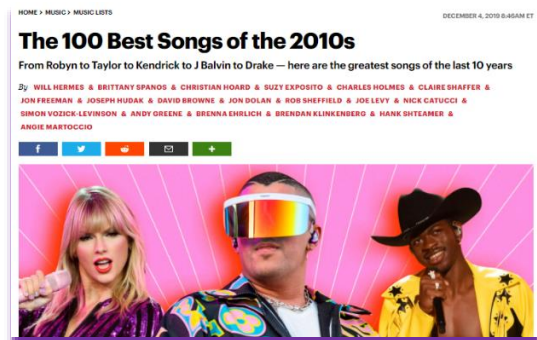 HOME > MUSIC > MUSIC LISTS
DECEMBER 4, 2019 8:46AM ET
The 100 Best Songs of the 2010s
From Robyn to Taylor to Kendrick to J Balvin to Drake — here are the greatest songs of the last 10 years
By WILL HERMES & BRITTANY SPANOS & CHRISTIAN HOARD & SUZY EXPOSITO & CHARLES HOLMES & CLAIRE SHAFFER &
JON FREEMAN & JOSEPH HUDAK & DAVID BROWNE & JON DOLAN & ROB SHEFFIELD & JOE LEVY & NICK CATUCCI &
SIMON VOZICK-LEVINSON & ANDY GREENE & BRENNA EHRLICH & BRENDAN KLINKENBERG & HANK SHTEAMER &
ANGIE MARTOCCIO